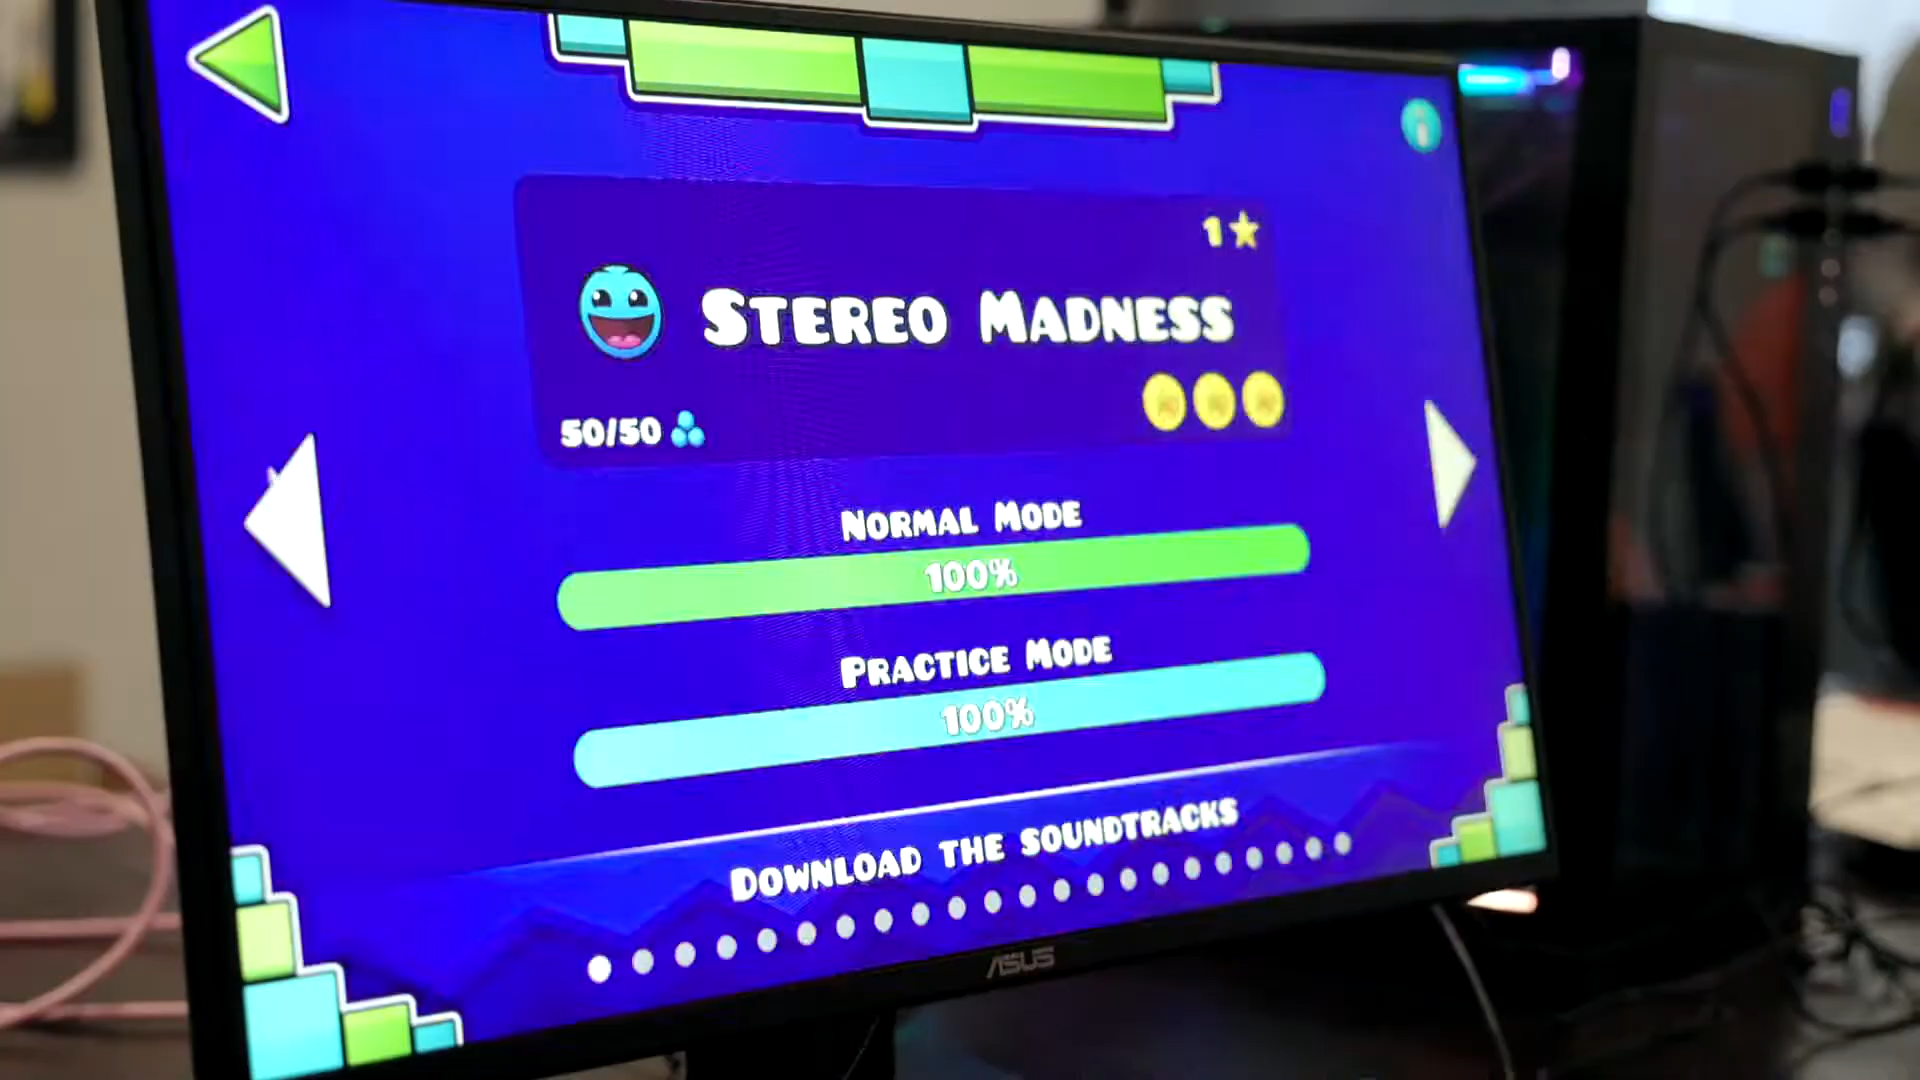 1
Stereo Madness
50/50
Normal Mode
100%
Practice Mode
100%
Download the soundtracks
ASUS